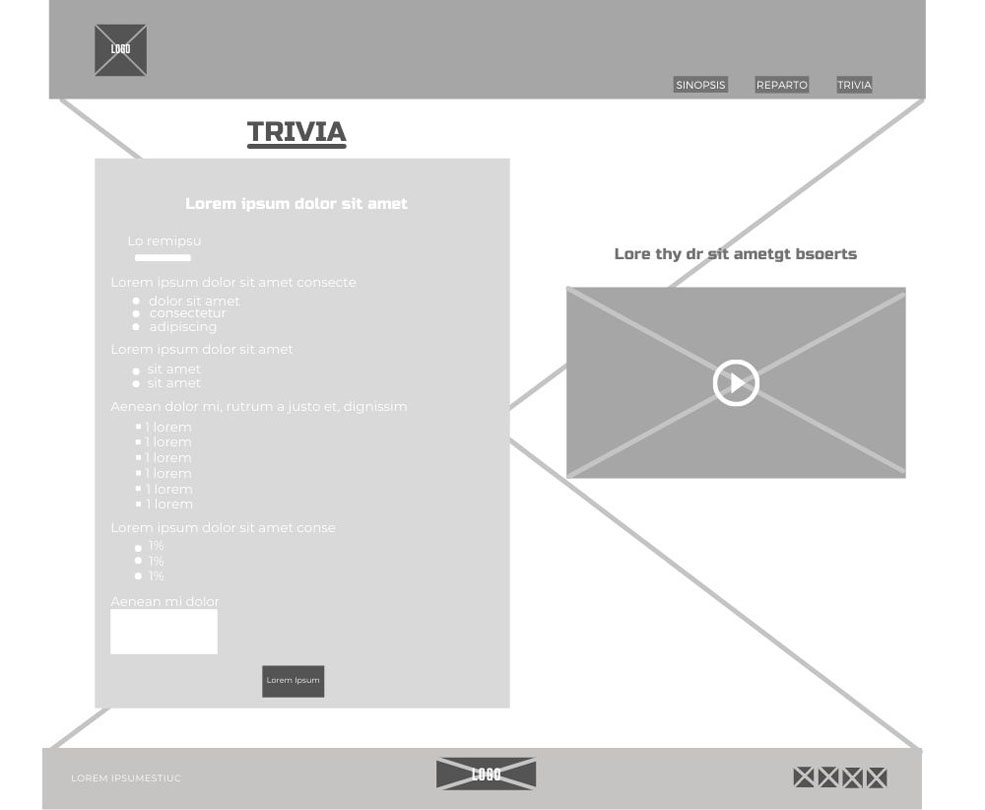 LOGO
SINOPSIS REPARTO TRIVIA
TRIVIA
Lorem ipsum dolor sit amet
Lo remipsu
Lorem ipsum dolor sit amet consecte
dolor sit amet
consectetur
adipiscing
Lorem ipsum dolor sit amet
sit amet
sit amet
Aenean dolor mi, rutrum a justo et, dignissim
1 lorem
1 lorem
1 lorem
1 lorem
1 lorem
1 lorem
Lorem ipsum dolor sit amet conse
1%
1%
1%
Aenean mi dolor
Lorem Ipsum
Lore thy dr sit ametgt bsoerts
LOREM IPSUMESTIUC
LOGO